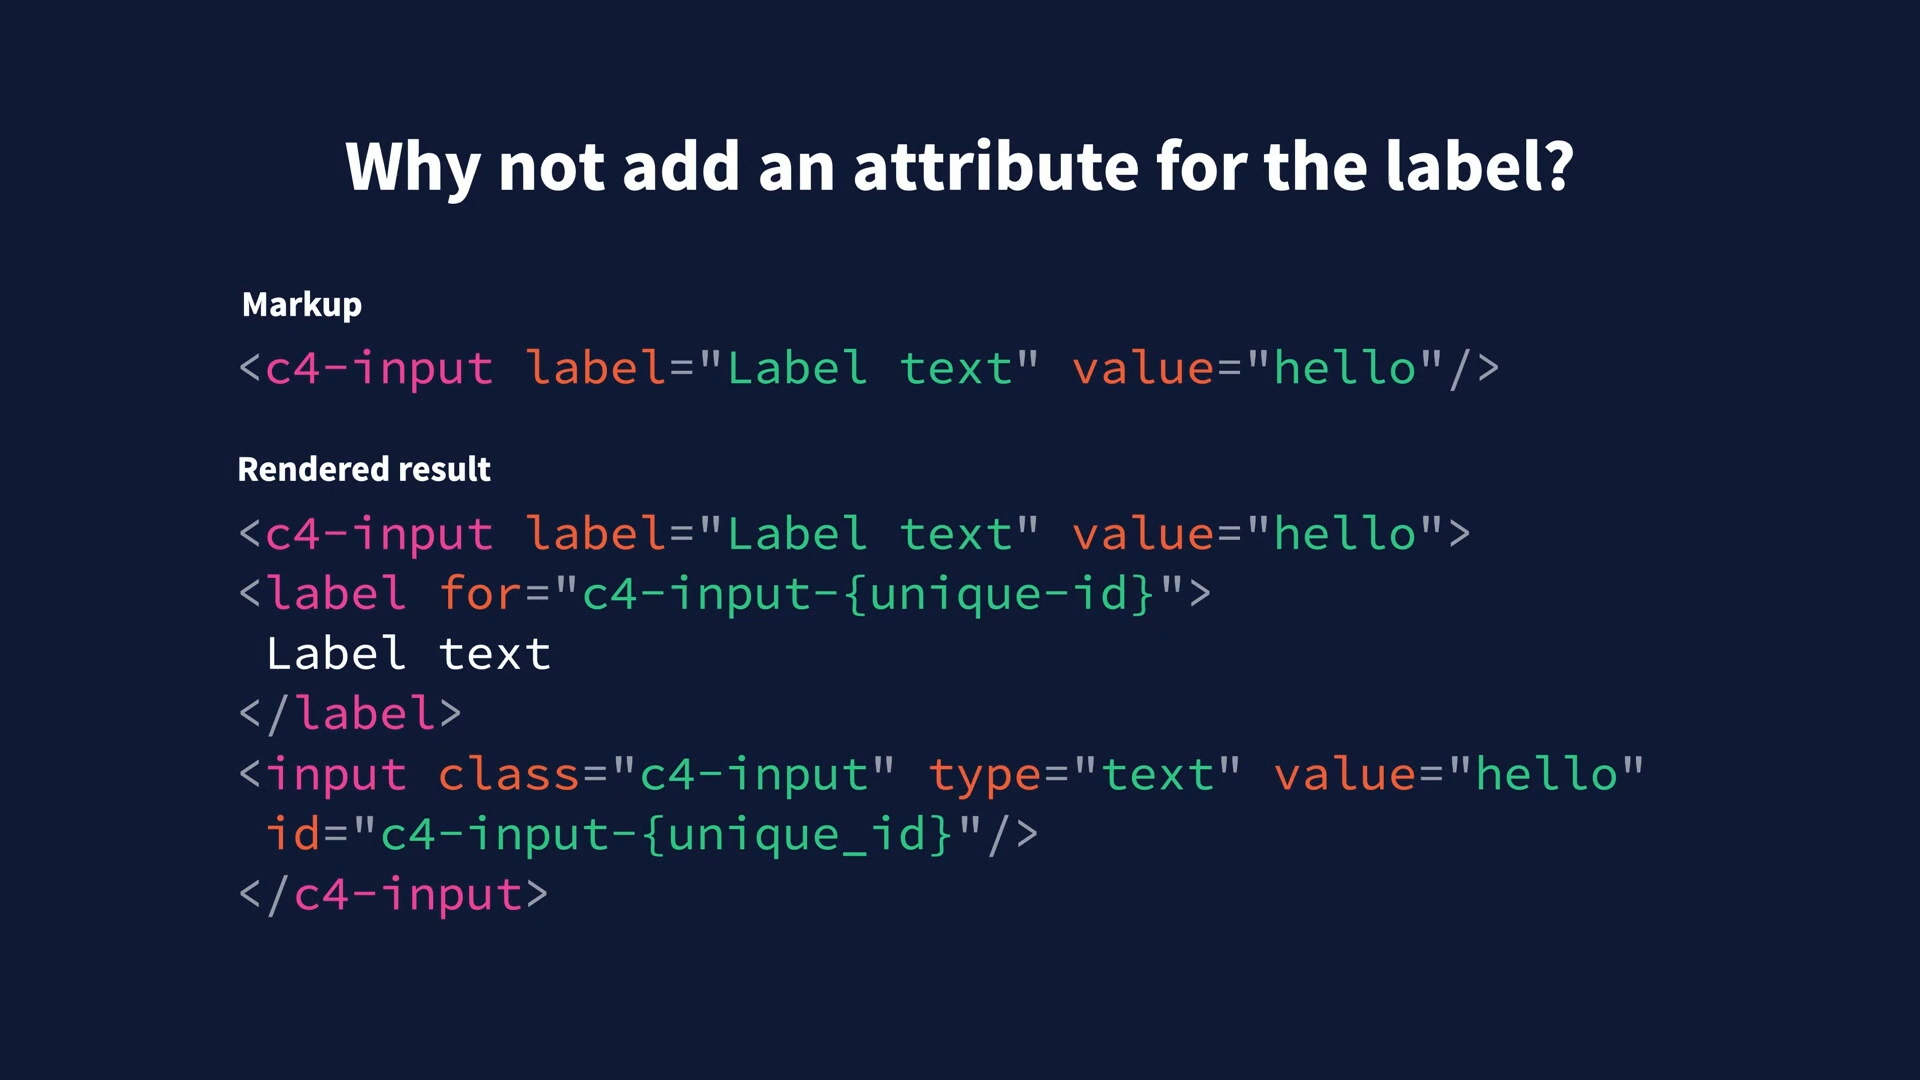 Why not add an attribute for the label?
Markup
<c4-input label="Label text" value="hello"/>
Rendered result
<c4-input label="Label text" value="hello">
<label for="c4-input-{unique-id}">
Label text
</label>
<input class="c4-input" type="text" value="hello"
id="c4-input-{unique_id}"/>
</c4-input>